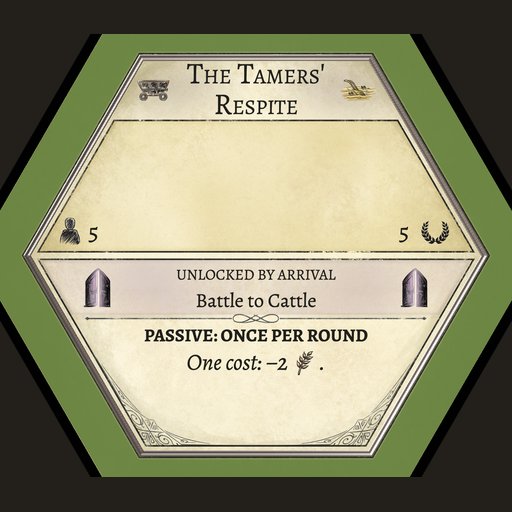 The Tamers'
Respite
5
5
UNLOCKED BY ARRIVAL
Battle to Cattle
PASSIVE: ONCE PER ROUND
One cost: –2 .